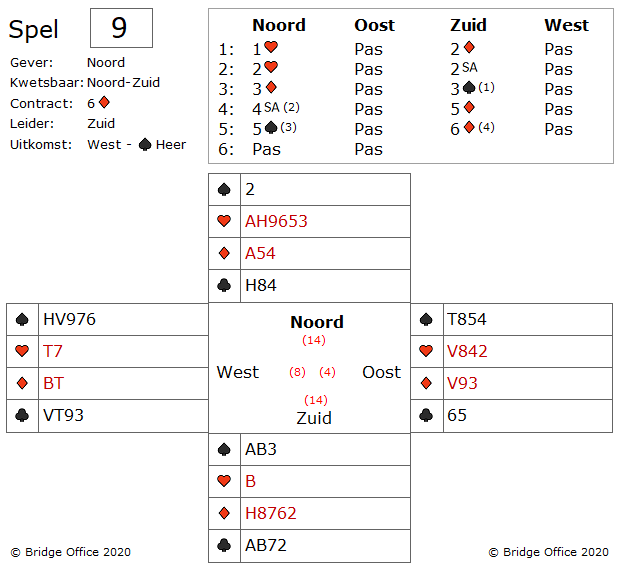 Spel 9
Gever: Noord
Kwetsbaar: Noord-Zuid
Contract: 6 ♦
Leider: Zuid
Uitkomst: West - ♠ Heer
Noord Oost Zuid West
1: 1♥ Pas 2♦ Pas
2: 2♥ Pas 2SA Pas
3: 3♦ Pas 3♠ (1) Pas
4: 4SA (2) Pas 5♦ Pas
5: 5♠ (3) Pas 6♦ (4) Pas
6: Pas Pas
♠ 2
♥ AH9653
♦ A54
♣ H84
♠ HV976
♥ T7
♦ BT
♣ VT93
Noord
(14)
West (8) (4) Oost
(14)
Zuid
♠ T854
♥ V842
♦ V93
♣ 65
♠ AB3
♥ B
♦ H8762
♣ AB72
© Bridge Office 2020
© Bridge Office 2020